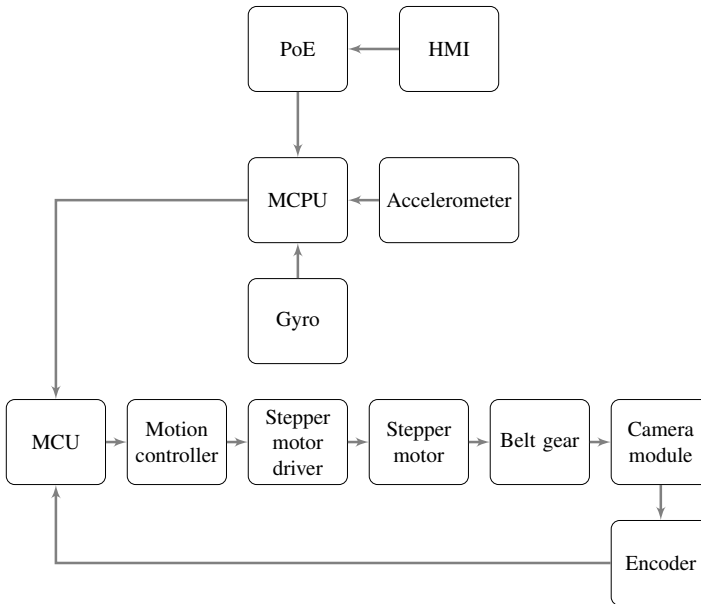 PoE
HMI
MCPU
Accelerometer
Gyro
MCU
Motion
controller
Stepper
motor
driver
Stepper
motor
Belt gear
Camera
module
Encoder